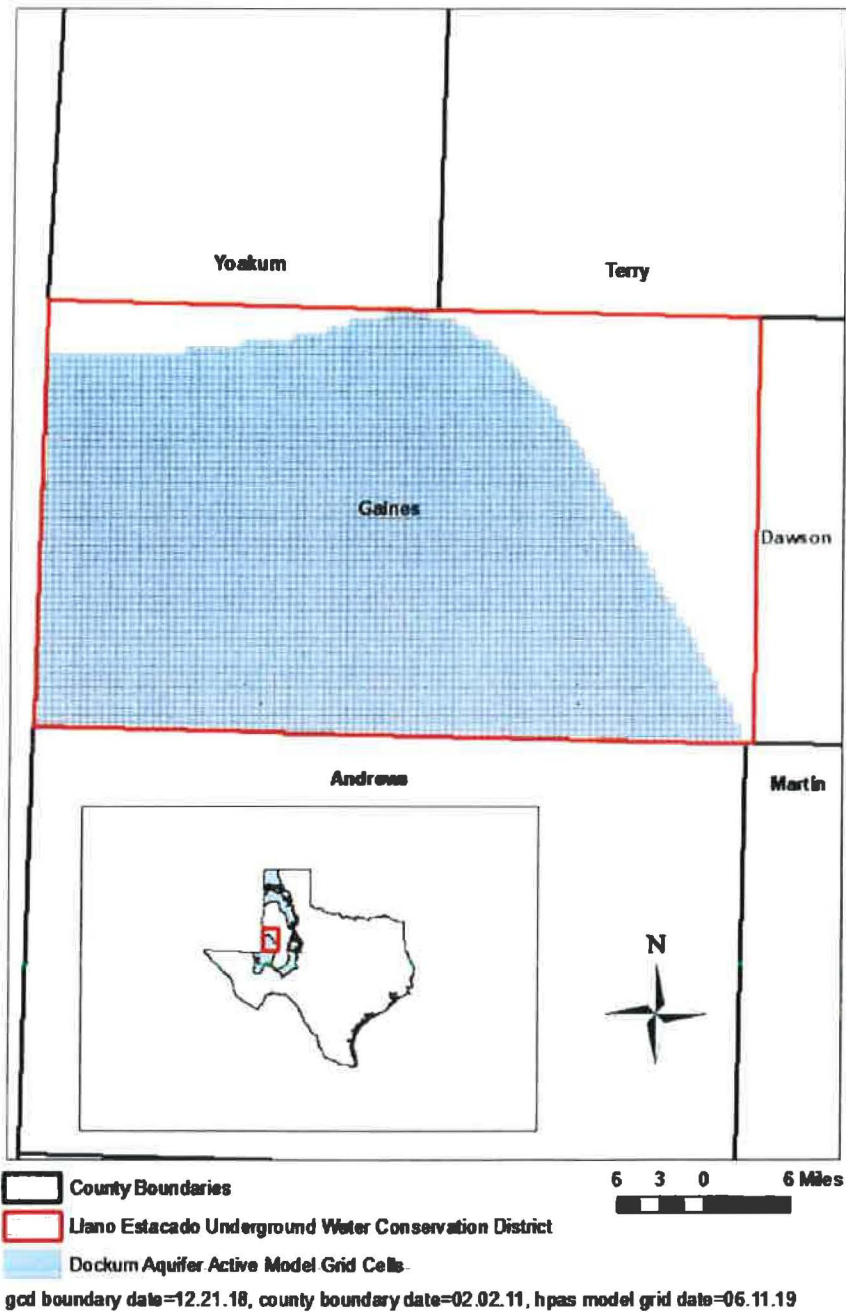 Yoakum
Terry
Gaines
Dawson
Andrews
Martin
N
6 3 0 6 Miles
County Boundaries
Llano Estacado Underground Water Conservation District
Dockum Aquifer Active Model Grid Cells
gcd boundary date=12.21.18, county boundary date=02.02.11, hpas model grid date=06.11.19